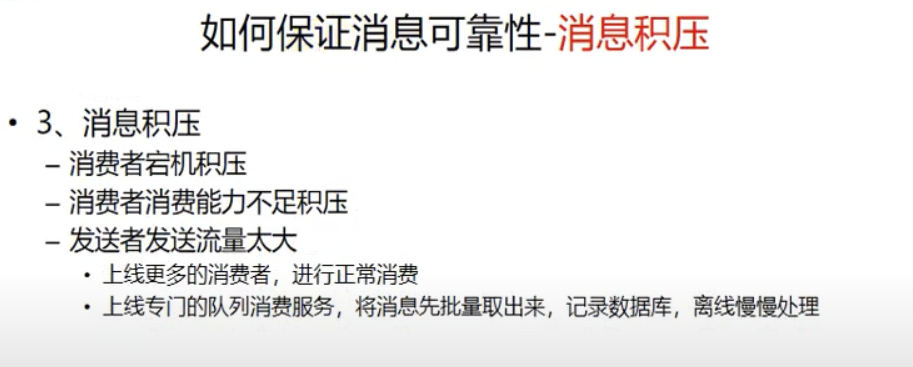 如何保证消息可靠性-消息积压
• 3、消息积压
– 消费者宕机积压
– 消费者消费能力不足积压
– 发送者发送流量太大
• 上线更多的消费者，进行正常消费
• 上线专门的队列消费服务，将消息先批量取出来，记录数据库，离线慢慢处理